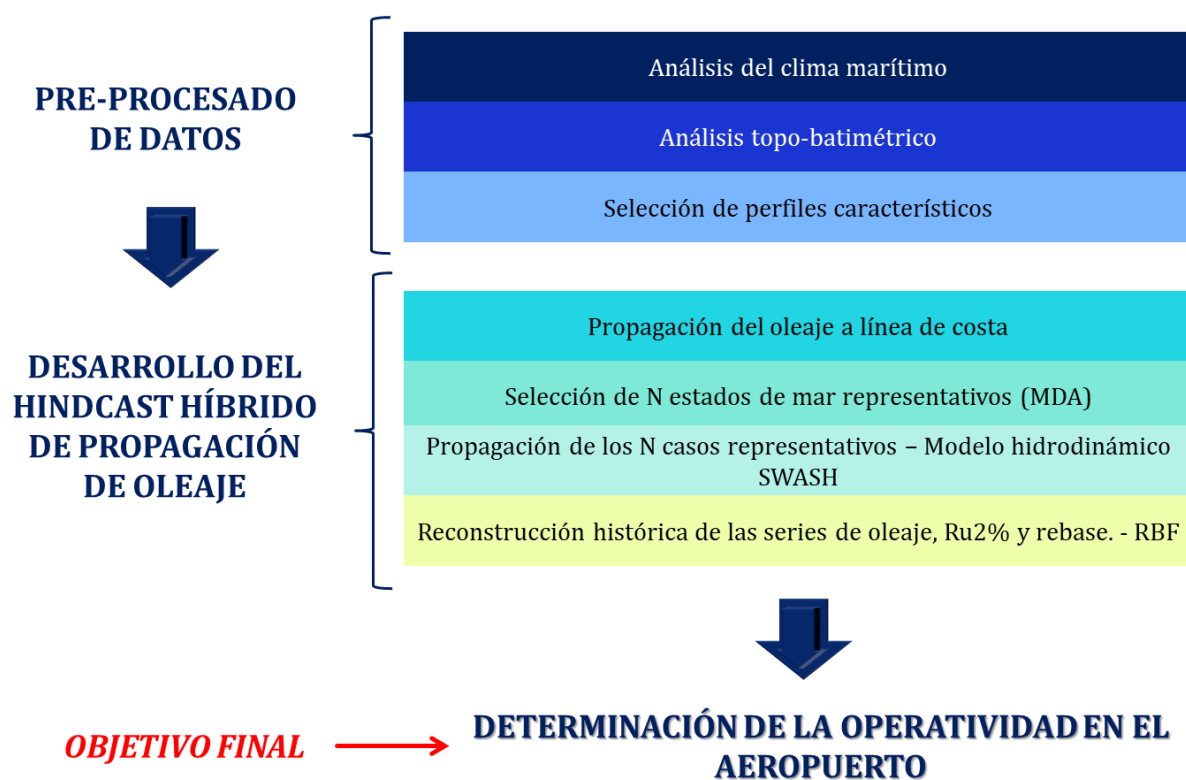 PRE-PROCESADO
DE DATOS
Análisis del clima marítimo
Análisis topo-batimétrico
Selección de perfiles característicos
DESARROLLO DEL
HINDCAST HÍBRIDO
DE PROPAGACIÓN
DE OLEAJE
Propagación del oleaje a línea de costa
Selección de N estados de mar representativos (MDA)
Propagación de los N casos representativos – Modelo hidrodinámico
SWASH
Reconstrucción histórica de las series de oleaje, Ru2% y rebase. - RBF
OBJETIVO FINAL
DETERMINACIÓN DE LA OPERATIVIDAD EN EL
AEROPUERTO